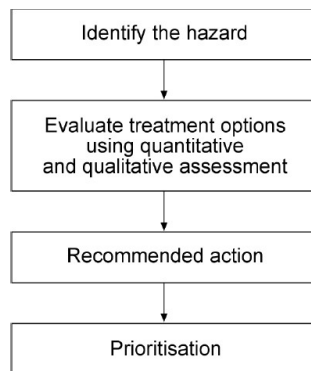 Identify the hazard
Evaluate treatment options
using quantitative
and qualitative assessment
Recommended action
Prioritisation